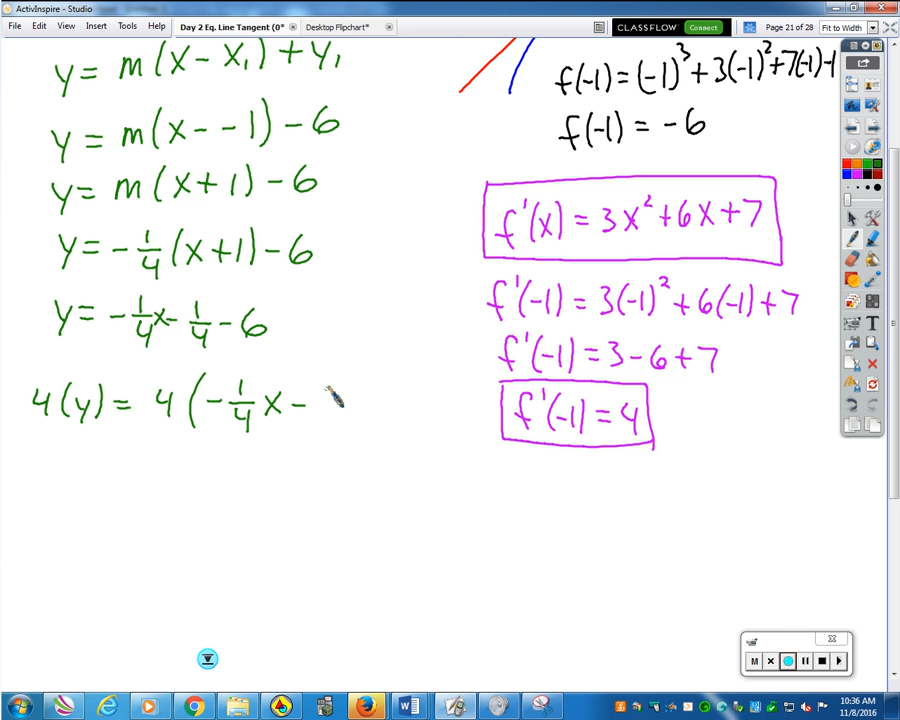 ActivInspire - Studio
File Edit View Insert Tools Help
Day 2 Eq. Line Tangent (0*
Desktop Flipchart*
CLASSFLOW Connect
Page 21 of 28
Fit to Width
y = m(x - x₁) + y₁
y = m(x - -1) - 6
y = m(x+1) - 6
y = -1/4(x+1) - 6
y = -1/4x - 1/4 - 6
4(y) = 4(-1/4x -
f(-1) = (-1)³ + 3(-1)² + 7(-1) - 1
f(-1) = -6
f'(x) = 3x² + 6x + 7
f'(-1) = 3(-1)² + 6(-1) + 7
f'(-1) = 3 - 6 + 7
f'(-1) = 4
M
10:36 AM
11/8/2016